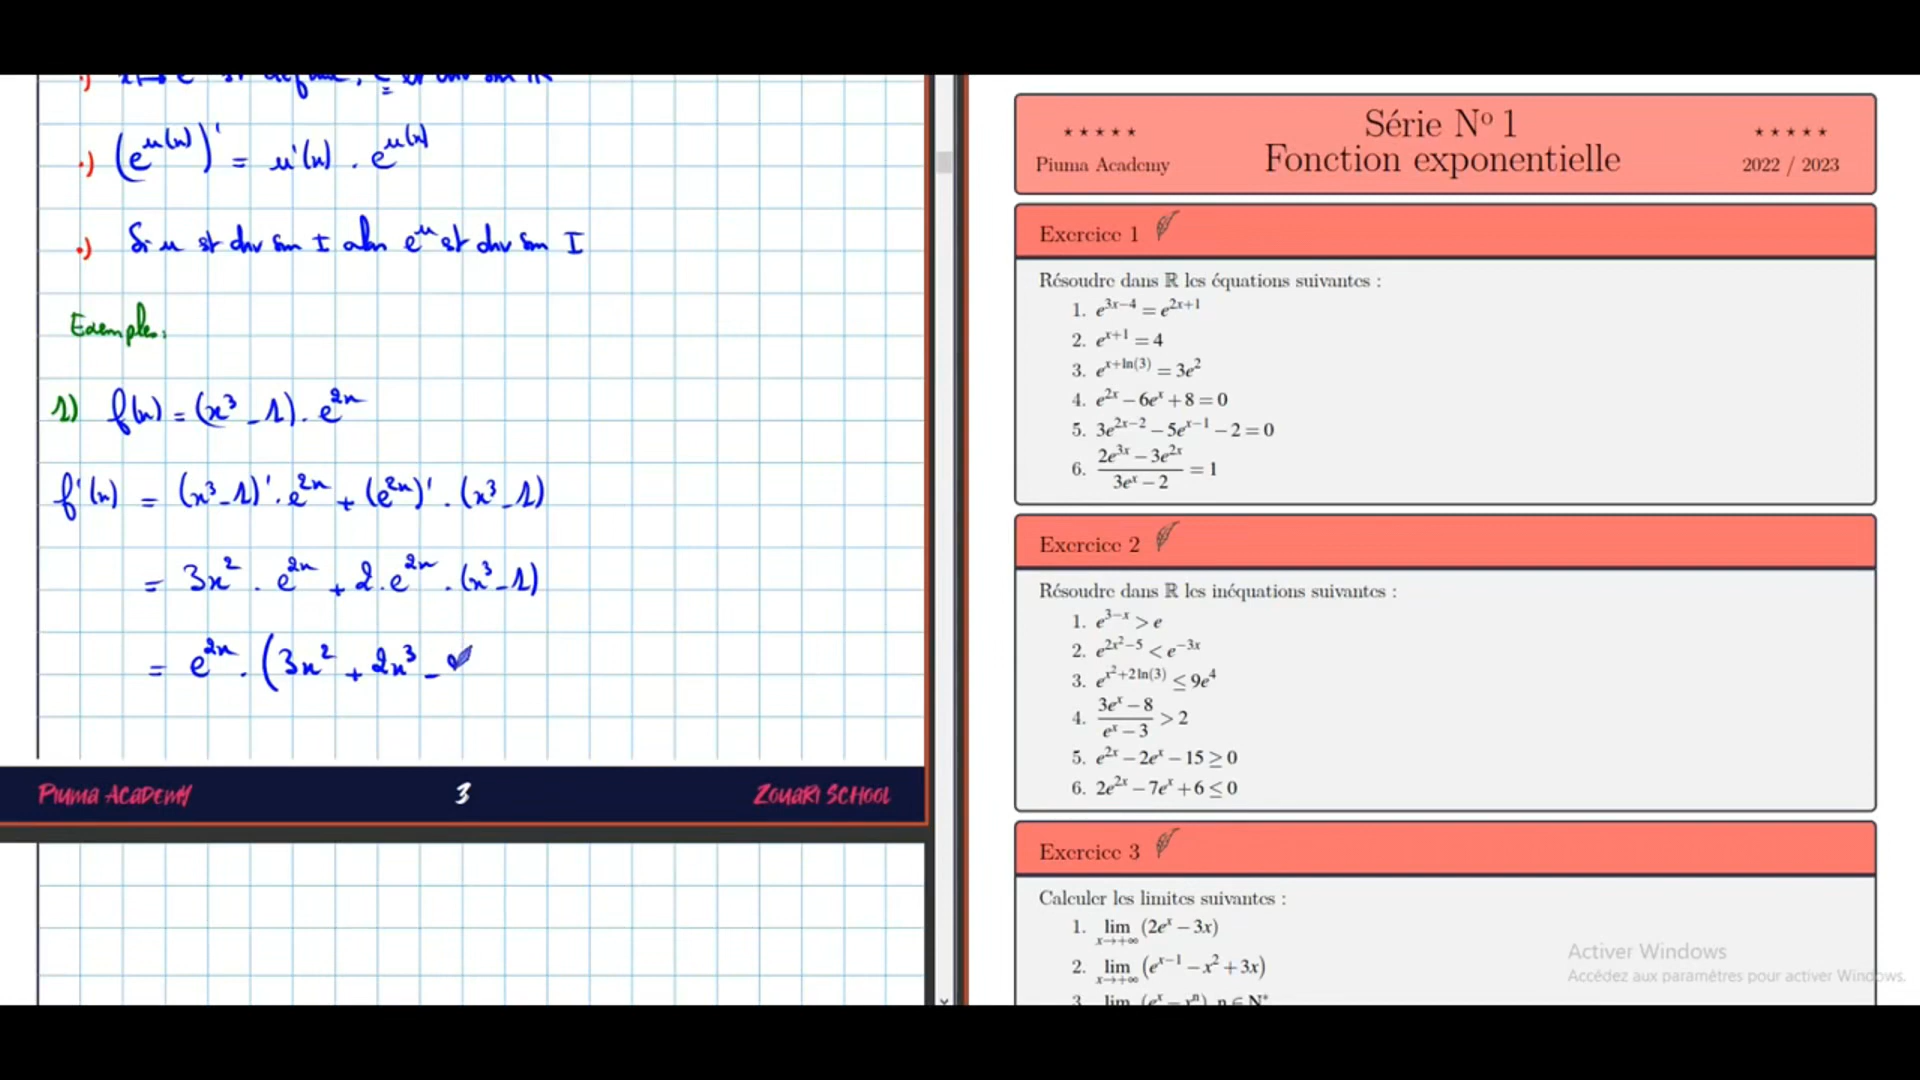 .) (e^{u(x)})' = u'(x) . e^{u(x)}
.) Si u est div sur I alors e^u est div sur I
Exemples:
1) f(x) = (x³ - 1). e^{2x}
f'(x) = (x³ - 1)' . e^{2x} + (e^{2x})' . (x³ - 1)
= 3x² . e^{2x} + 2. e^{2x} . (x³ - 1)
= e^{2x} . (3x² + 2x³ -
PIUMA ACADEMY 3 ZOUARI SCHOOL
★★★★★ Série Nº 1 ★★★★★
Piuma Academy Fonction exponentielle 2022 / 2023
Exercice 1
Résoudre dans ℝ les équations suivantes :
1. e^{3x−4} = e^{2x+1}
2. e^{x+1} = 4
3. e^{x+ln(3)} = 3e²
4. e^{2x} − 6e^x + 8 = 0
5. 3e^{2x−2} − 5e^{x−1} − 2 = 0
6. (2e^{3x} − 3e^{2x})/(3e^x − 2) = 1
Exercice 2
Résoudre dans ℝ les inéquations suivantes :
1. e^{3−x} > e
2. e^{2x²−5} < e^{−3x}
3. e^{x²+2ln(3)} ≤ 9e⁴
4. (3e^x − 8)/(e^x − 3) > 2
5. e^{2x} − 2e^x − 15 ≥ 0
6. 2e^{2x} − 7e^x + 6 ≤ 0
Exercice 3
Calculer les limites suivantes :
1. lim_{x→+∞} (2e^x − 3x)
2. lim_{x→+∞} (e^{x−1} − x² + 3x)
3. lim (e^x − x^n), n ∈ ℕ*
Activer Windows
Accédez aux paramètres pour activer Windows.